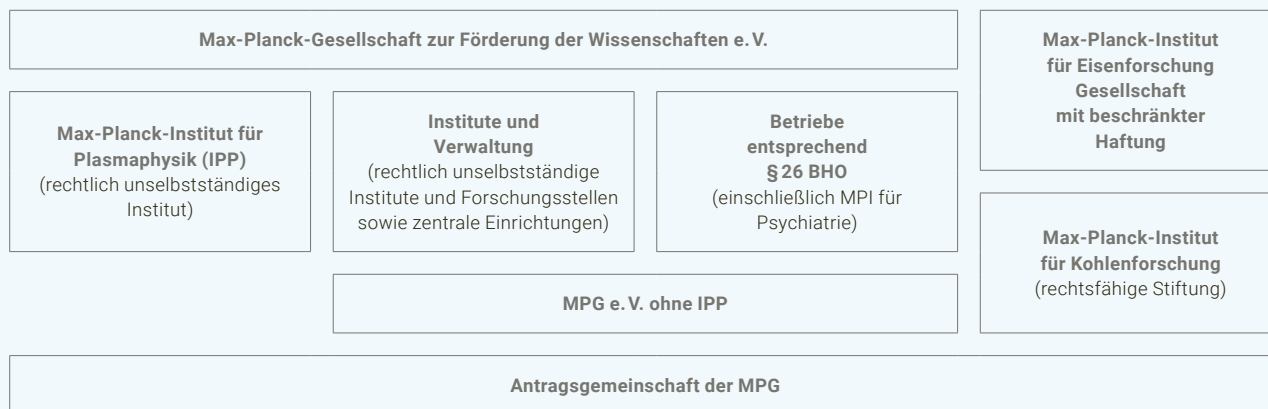 Max-Planck-Gesellschaft zur Förderung der Wissenschaften e. V.
Max-Planck-Institut
für Eisenforschung
Gesellschaft
mit beschränkter
Haftung
Max-Planck-Institut für
Plasmaphysik (IPP)
(rechtlich unselbstständiges
Institut)
Institute und
Verwaltung
(rechtlich unselbstständige
Institute und Forschungsstellen
sowie zentrale Einrichtungen)
Betriebe
entsprechend
§ 26 BHO
(einschließlich MPI für
Psychiatrie)
Max-Planck-Institut
für Kohlenforschung
(rechtsfähige Stiftung)
MPG e. V. ohne IPP
Antragsgemeinschaft der MPG